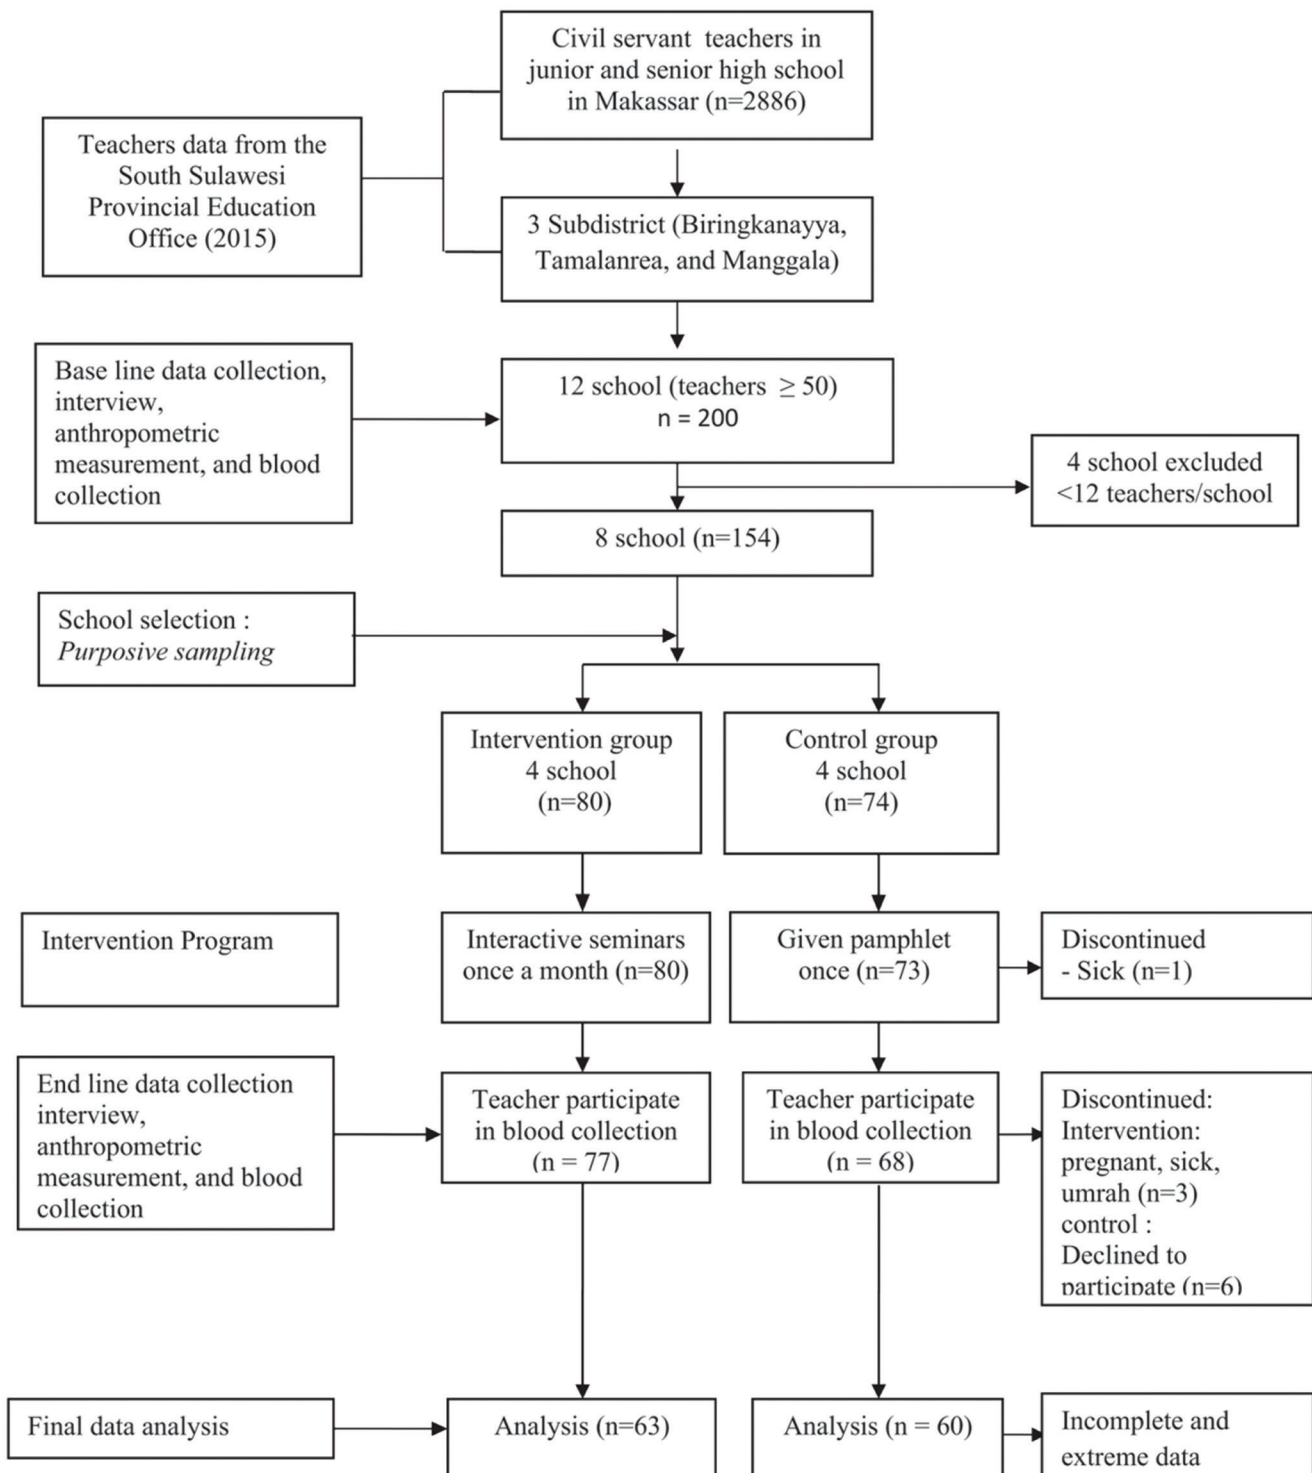 Civil servant teachers in
junior and senior high school
in Makassar (n=2886)
Teachers data from the
South Sulawesi
Provincial Education
Office (2015)
3 Subdistrict (Biringkanayya,
Tamalanrea, and Manggala)
Base line data collection,
interview,
anthropometric
measurement, and blood
collection
12 school (teachers ≥ 50)
n = 200
4 school excluded
<12 teachers/school
8 school (n=154)
School selection :
Purposive sampling
Intervention group
4 school
(n=80)
Control group
4 school
(n=74)
Intervention Program
Interactive seminars
once a month (n=80)
Given pamphlet
once (n=73)
Discontinued
- Sick (n=1)
End line data collection
interview,
anthropometric
measurement, and blood
collection
Teacher participate
in blood collection
(n = 77)
Teacher participate
in blood collection
(n = 68)
Discontinued:
Intervention:
pregnant, sick,
umrah (n=3)
control :
Declined to
participate (n=6)
Final data analysis
Analysis (n=63)
Analysis (n = 60)
Incomplete and
extreme data